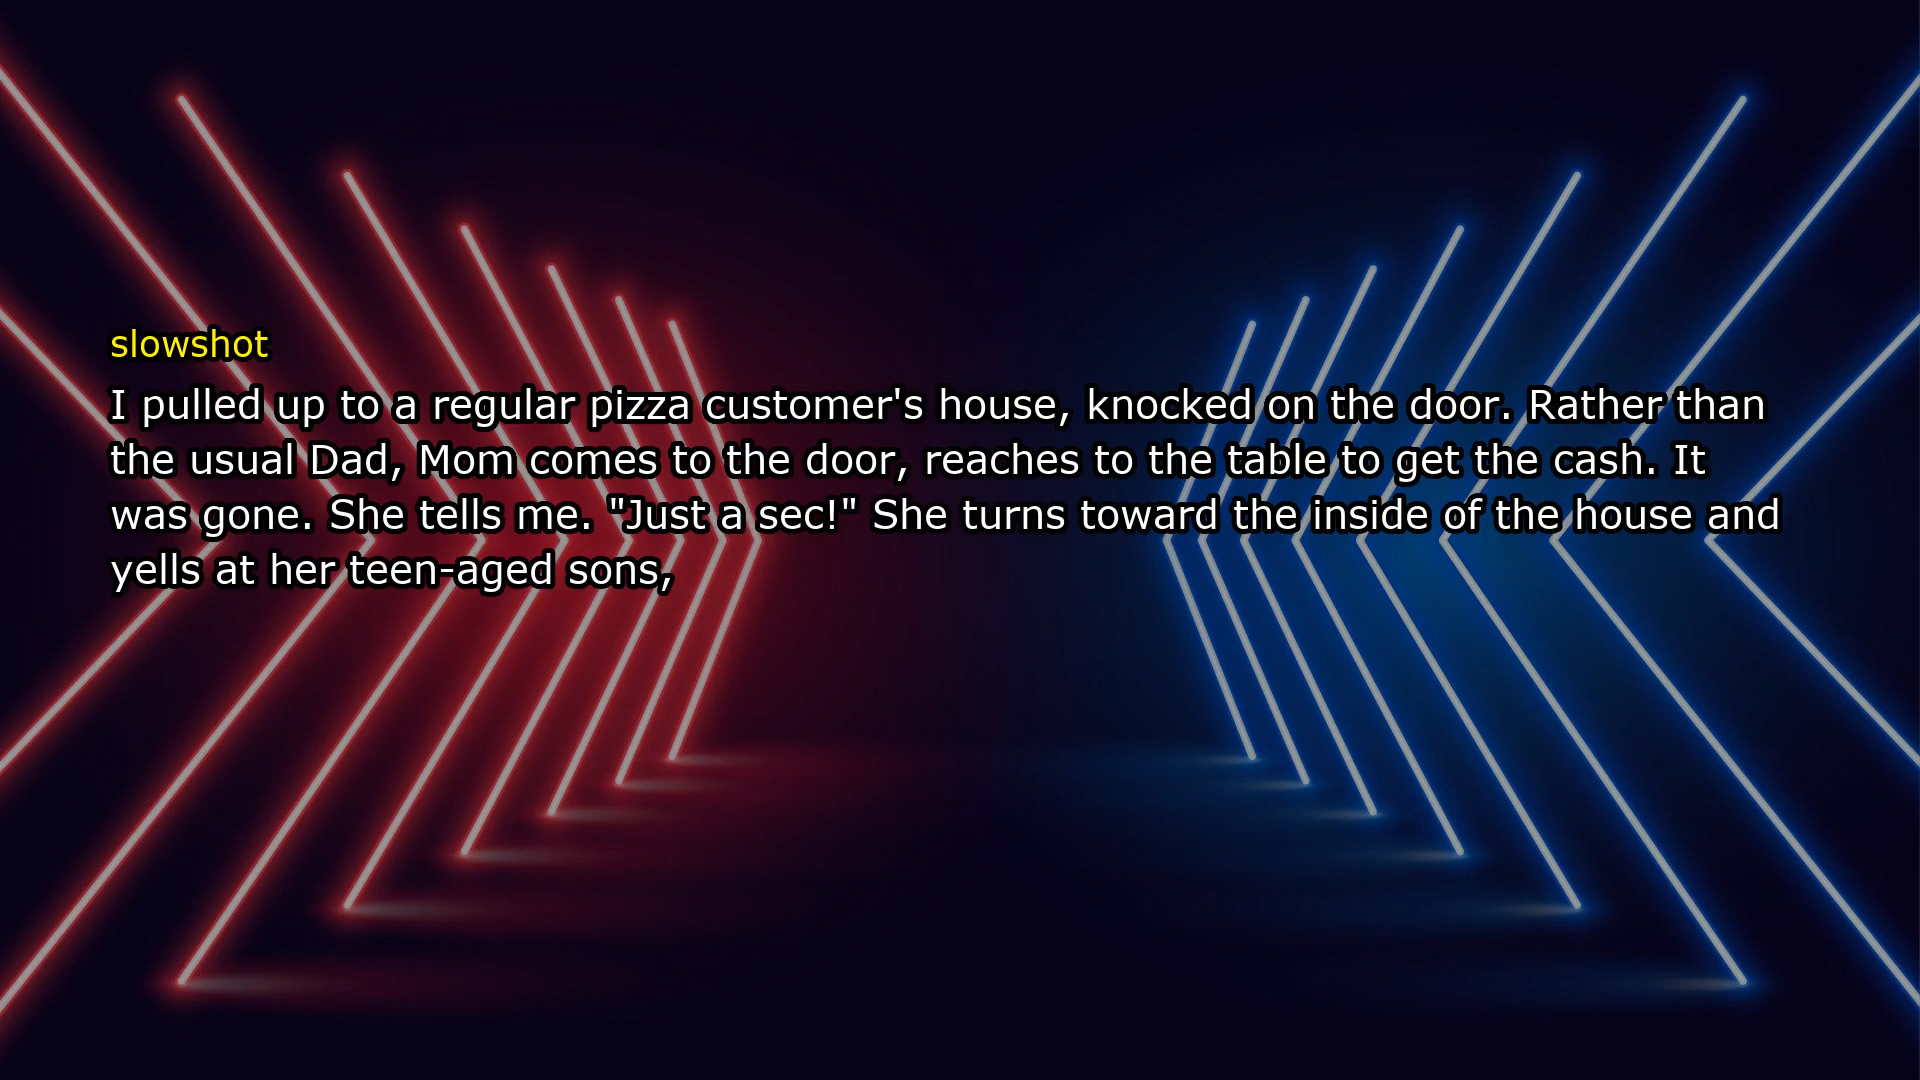 slowshot
I pulled up to a regular pizza customer's house, knocked on the door. Rather than
the usual Dad, Mom comes to the door, reaches to the table to get the cash. It
was gone. She tells me. "Just a sec!" She turns toward the inside of the house and
yells at her teen-aged sons,